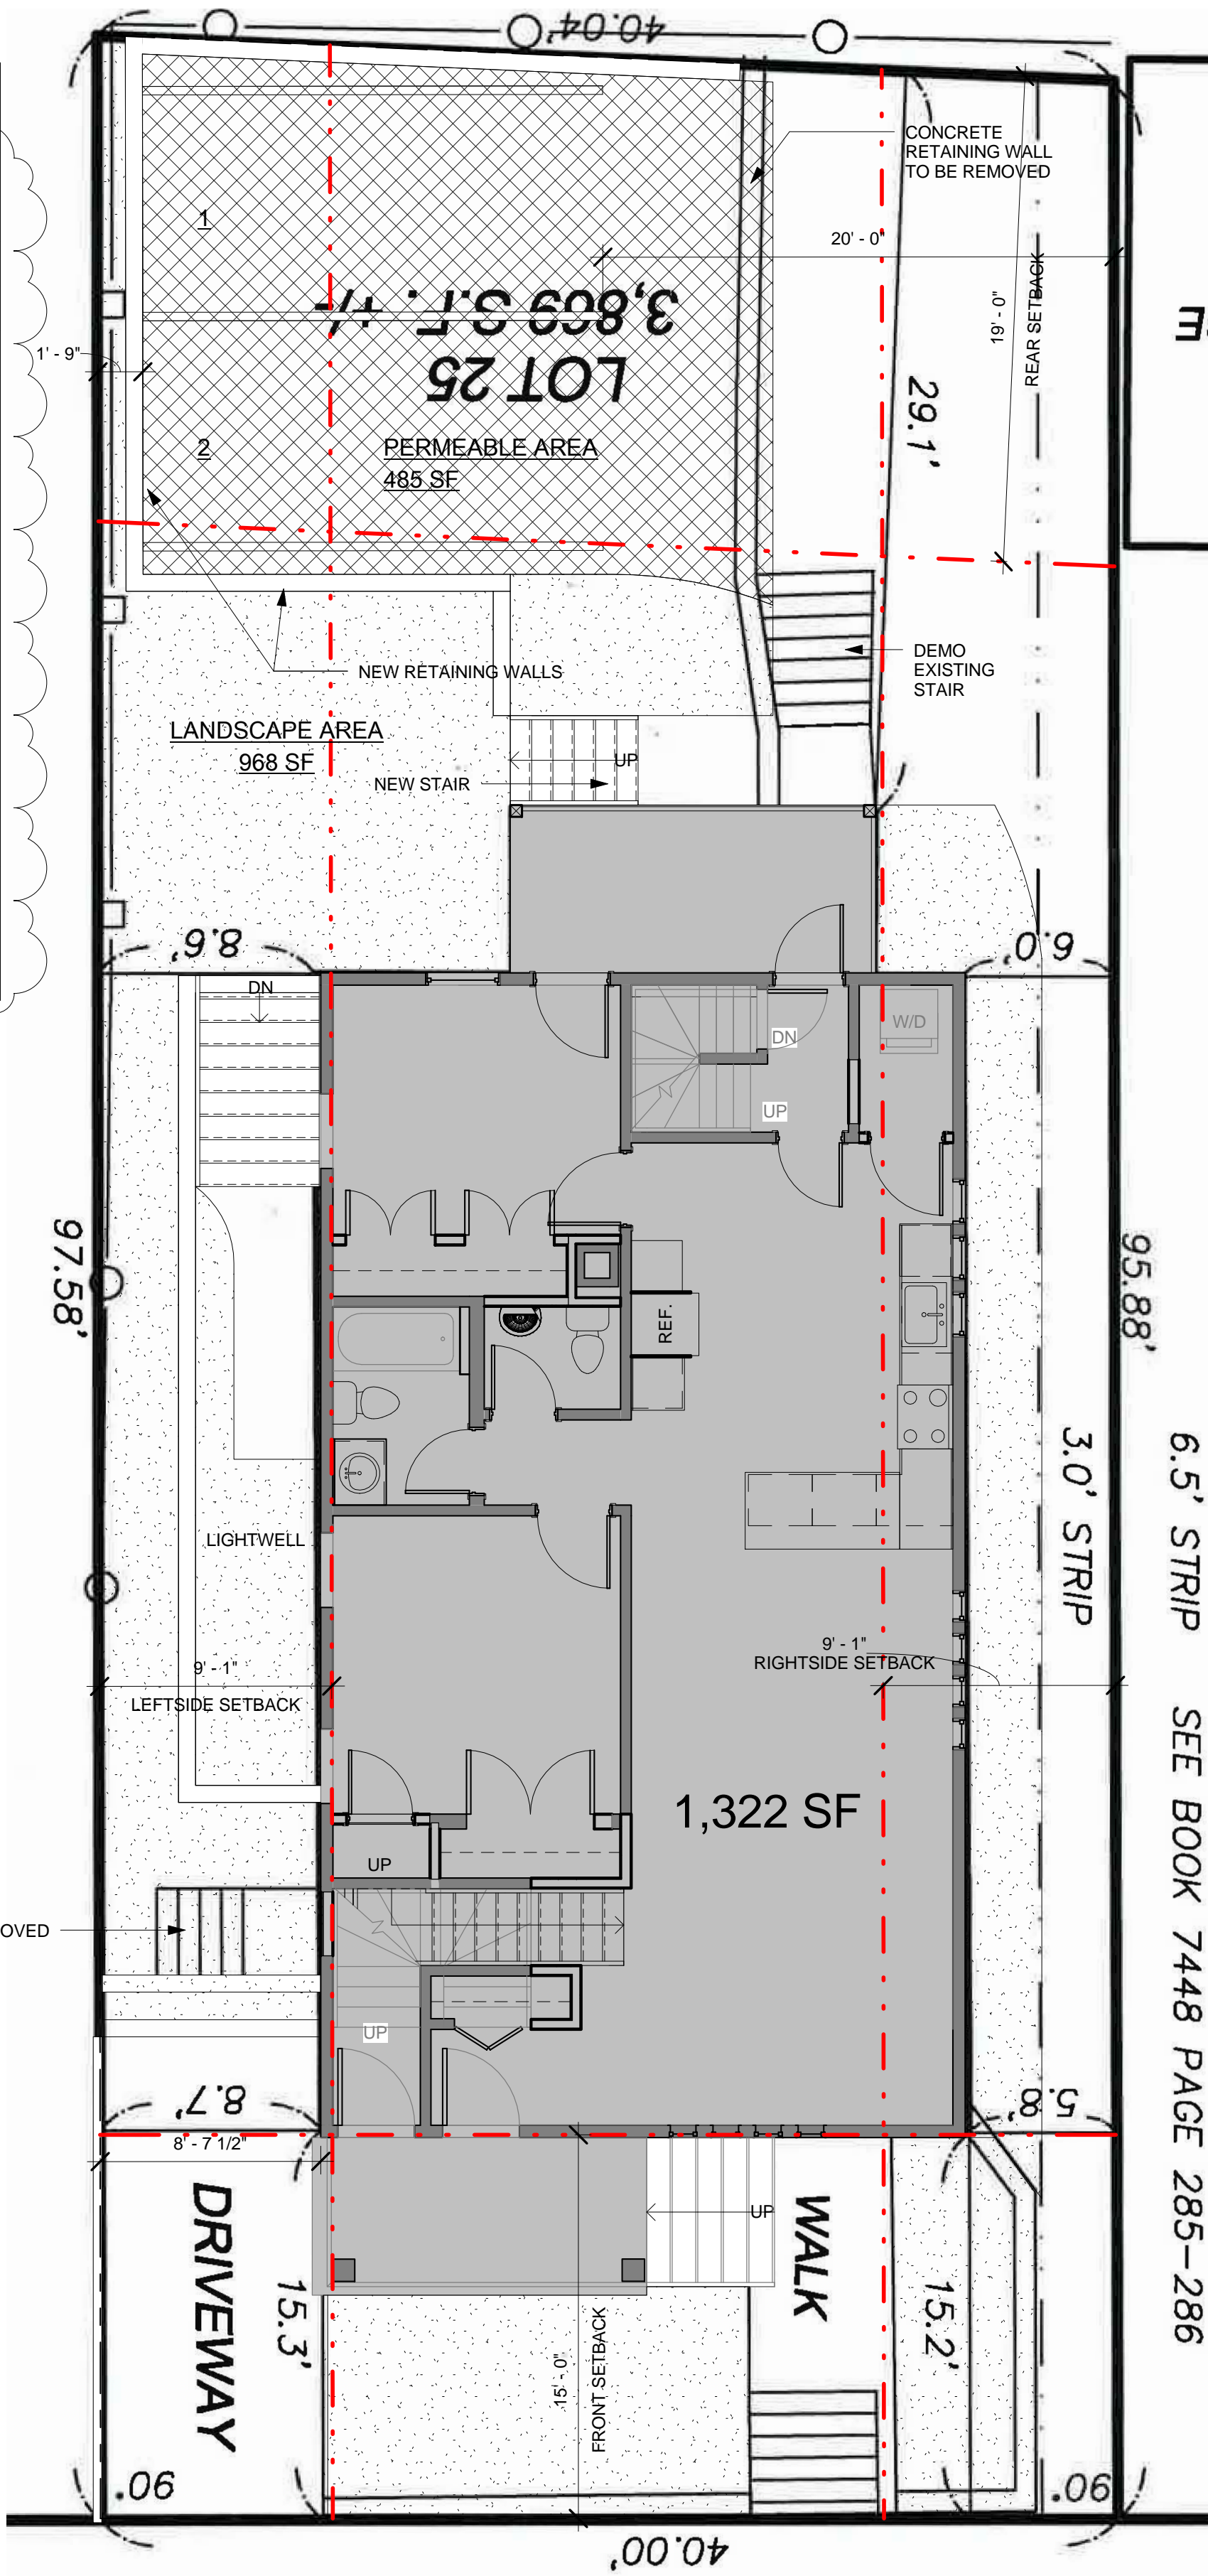 40.04'
CONCRETE
RETAINING WALL
TO BE REMOVED
1
20' - 0"
3,869 S.F. +/-
REAR SETBACK
19' - 0"
1' - 9"
LOT 25
29.1'
2
PERMEABLE AREA
485 SF
NEW RETAINING WALLS
DEMO
EXISTING
STAIR
LANDSCAPE AREA
968 SF
UP
NEW STAIR
8.6'
6.0'
DN
W/D
DN
UP
97.58'
95.88'
REF.
3.0' STRIP
6.5' STRIP SEE BOOK 7448 PAGE 285-286
LIGHTWELL
9' - 1"
LEFTSIDE SETBACK
9' - 1"
RIGHTSIDE SETBACK
1,322 SF
UP
OVED
UP
8.7'
5.8'
8' - 7 1/2"
DRIVEWAY
WALK
UP
15.3'
15.2'
15' - 0"
FRONT SETBACK
90°
90°
40.00'